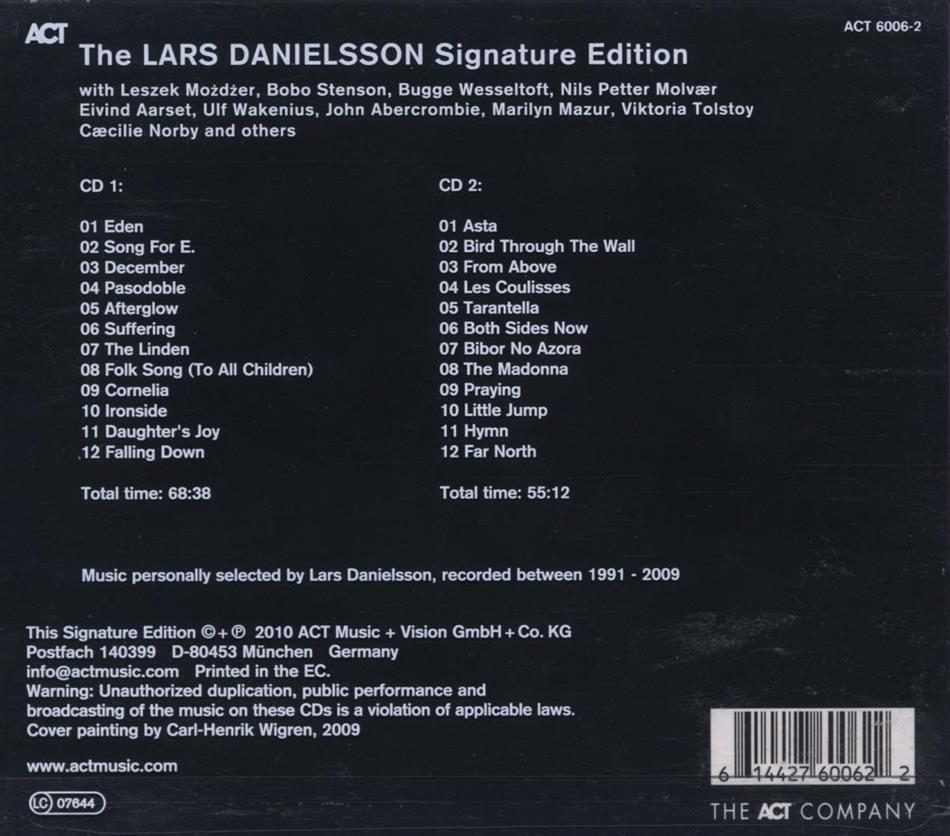 ACT
ACT 6006-2
The LARS DANIELSSON Signature Edition
with Leszek Możdżer, Bobo Stenson, Bugge Wesseltoft, Nils Petter Molvær
Eivind Aarset, Ulf Wakenius, John Abercrombie, Marilyn Mazur, Viktoria Tolstoy
Cæcilie Norby and others
CD 1:
01 Eden
02 Song For E.
03 December
04 Pasodoble
05 Afterglow
06 Suffering
07 The Linden
08 Folk Song (To All Children)
09 Cornelia
10 Ironside
11 Daughter's Joy
12 Falling Down
Total time: 68:38
CD 2:
01 Asta
02 Bird Through The Wall
03 From Above
04 Les Coulisses
05 Tarantella
06 Both Sides Now
07 Bibor No Azora
08 The Madonna
09 Praying
10 Little Jump
11 Hymn
12 Far North
Total time: 55:12
Music personally selected by Lars Danielsson, recorded between 1991 - 2009
This Signature Edition ©+℗ 2010 ACT Music + Vision GmbH + Co. KG
Postfach 140399 D-80453 München Germany
info@actmusic.com Printed in the EC.
Warning: Unauthorized duplication, public performance and
broadcasting of the music on these CDs is a violation of applicable laws.
Cover painting by Carl-Henrik Wigren, 2009
www.actmusic.com
LC 07644
6 14427 60062 2
THE ACT COMPANY